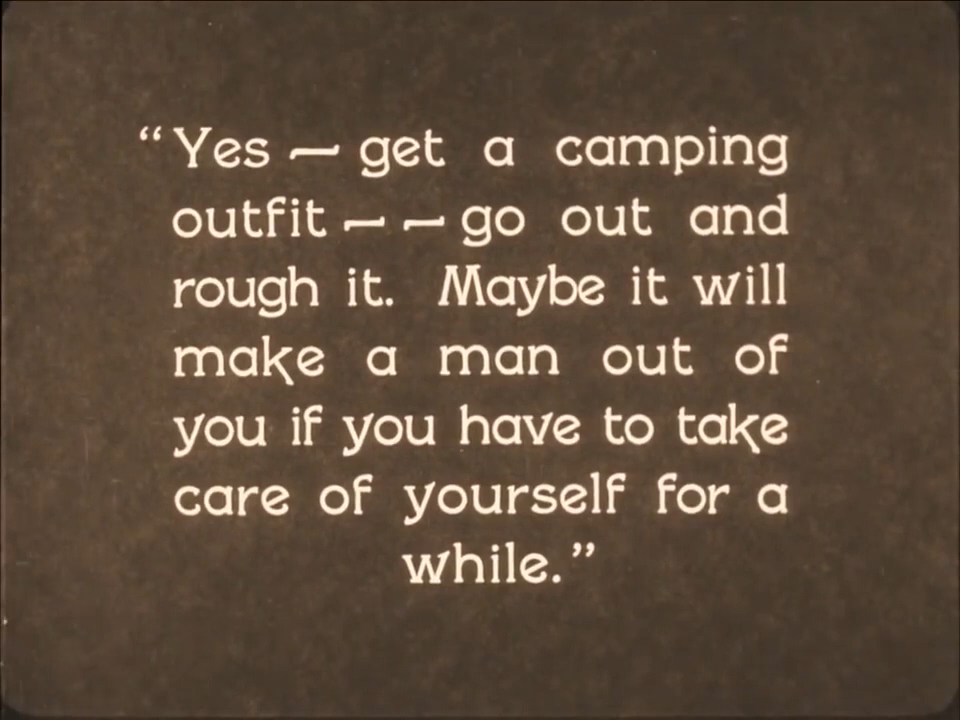 “Yes — get a camping
outfit — — go out and
rough it. Maybe it will
make a man out of
you if you have to take
care of yourself for a
while.”